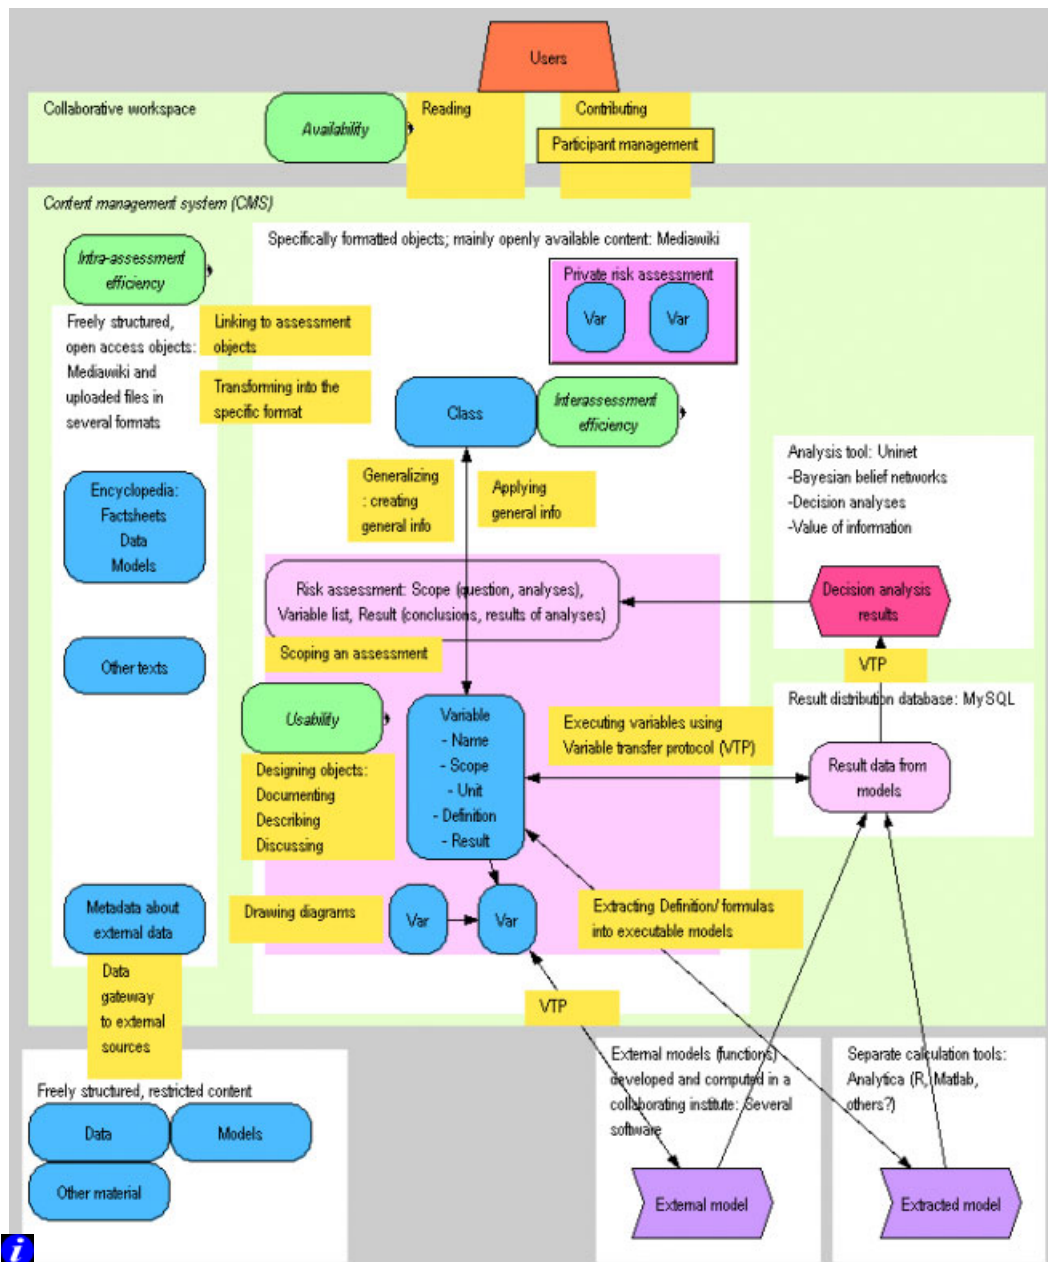 Users
Collaborative workspace
Availability
Reading
Contributing
Participant management
Content management system (CMS)
Intra-assessment
efficiency
Specifically formatted objects; mainly openly available content: Mediawiki
Private risk assessment
Var
Var
Freely structured,
open access objects:
Mediawiki and
uploaded files in
several formats
Linking to assessment
objects
Transforming into the
specific format
Class
Interassessment
efficiency
Generalizing
: creating
general info
Applying
general info
Analysis tool: Uninet
-Bayesian belief networks
-Decision analyses
-Value of information
Encyclopedia:
Factsheets
Data
Models
Risk assessment: Scope (question, analyses),
Variable list, Result (conclusions, results of analyses)
Decision analysis
results
Scoping an assessment
VTP
Other texts
Usability
Variable
- Name
- Scope
- Unit
- Definition
- Result
Executing variables using
Variable transfer protocol (VTP)
Result distribution database: MySQL
Result data from
models
Designing objects:
Documenting
Describing
Discussing
Metadata about
external data
Drawing diagrams
Var
Var
Extracting Definition/ formulas
into executable models
Data
gateway
to external
sources
VTP
Freely structured, restricted content
Data
Models
Other material
External models (functions)
developed and computed in a
collaborating institute: Several
software
External model
Separate calculation tools:
Analytica (R, Matlab,
others?)
Extracted model
i